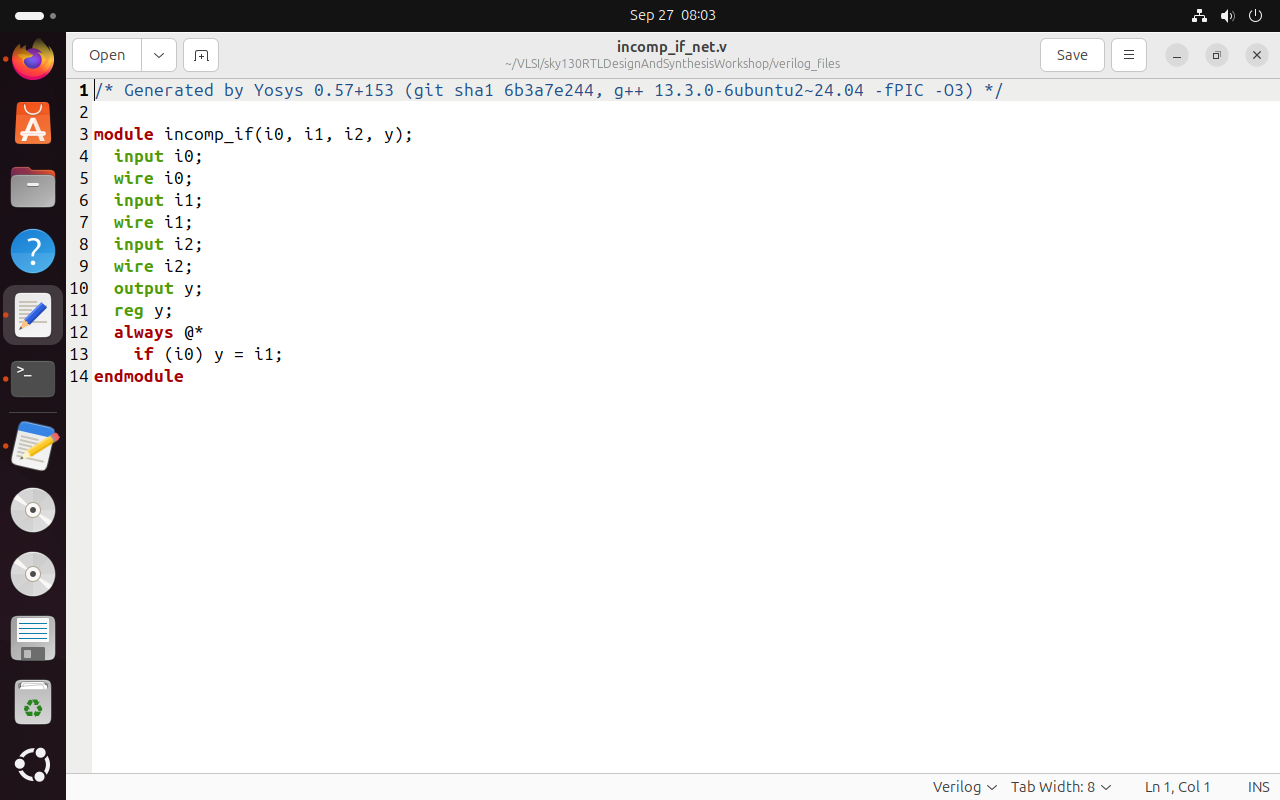 Sep 27  08:03
Open
incomp_if_net.v
~/VLSI/sky130RTLDesignAndSynthesisWorkshop/verilog_files
Save
1 /* Generated by Yosys 0.57+153 (git sha1 6b3a7e244, g++ 13.3.0-6ubuntu2~24.04 -fPIC -O3) */
2
3 module incomp_if(i0, i1, i2, y);
4   input i0;
5   wire i0;
6   input i1;
7   wire i1;
8   input i2;
9   wire i2;
10   output y;
11   reg y;
12   always @*
13     if (i0) y = i1;
14 endmodule
Verilog  Tab Width: 8  Ln 1, Col 1  INS